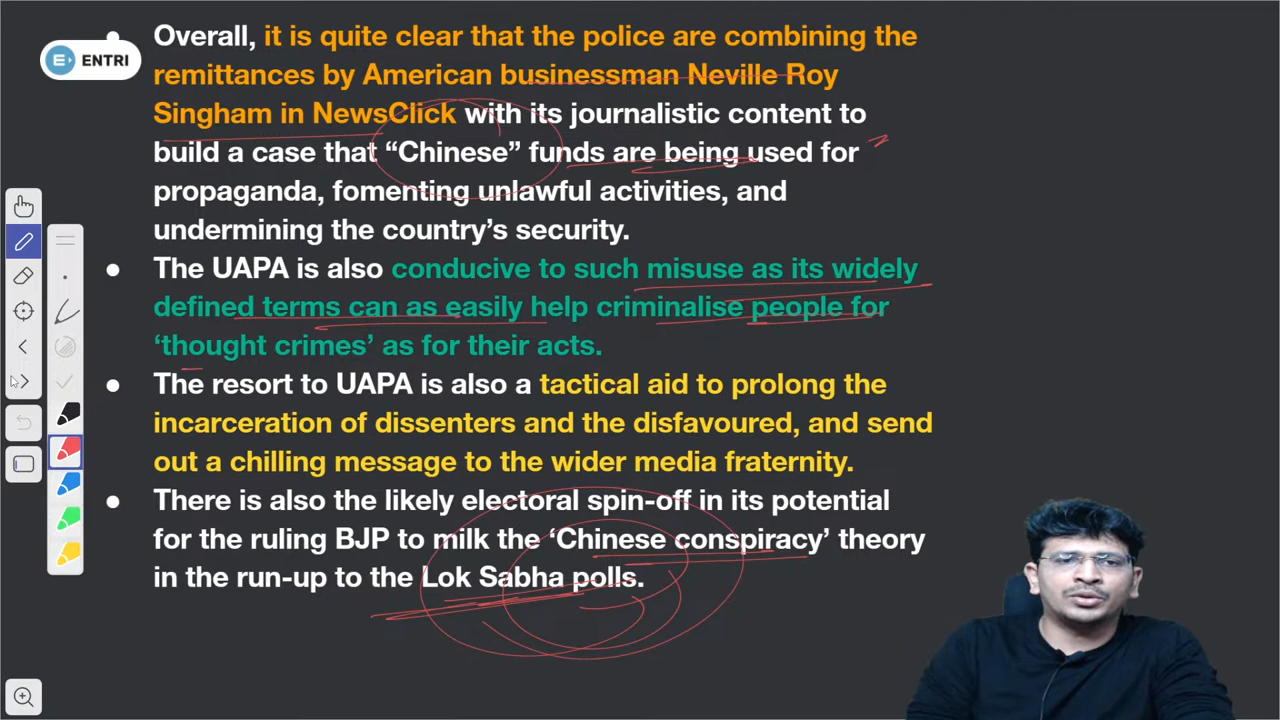 Overall, it is quite clear that the police are combining the
ENTRI
remittances by American businessman Neville Roy
Singham in NewsClick with its journalistic content to
build a case that “Chinese” funds are being used for
propaganda, fomenting unlawful activities, and
undermining the country’s security.
The UAPA is also conducive to such misuse as its widely
defined terms can as easily help criminalise people for
‘thought crimes’ as for their acts.
The resort to UAPA is also a tactical aid to prolong the
incarceration of dissenters and the disfavoured, and send
out a chilling message to the wider media fraternity.
There is also the likely electoral spin-off in its potential
for the ruling BJP to milk the ‘Chinese conspiracy’ theory
in the run-up to the Lok Sabha polls.